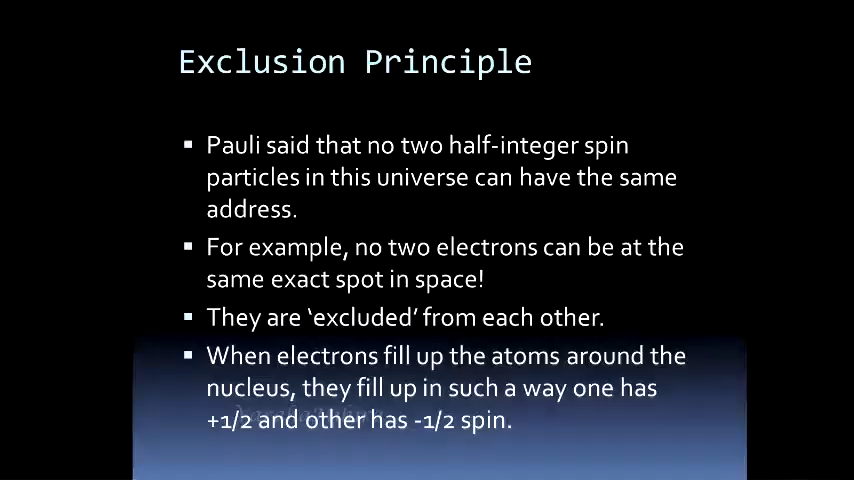 Exclusion Principle
▪ Pauli said that no two half-integer spin
particles in this universe can have the same
address.
▪ For example, no two electrons can be at the
same exact spot in space!
▪ They are ‘excluded’ from each other.
▪ When electrons fill up the atoms around the
nucleus, they fill up in such a way one has
+1/2 and other has -1/2 spin.